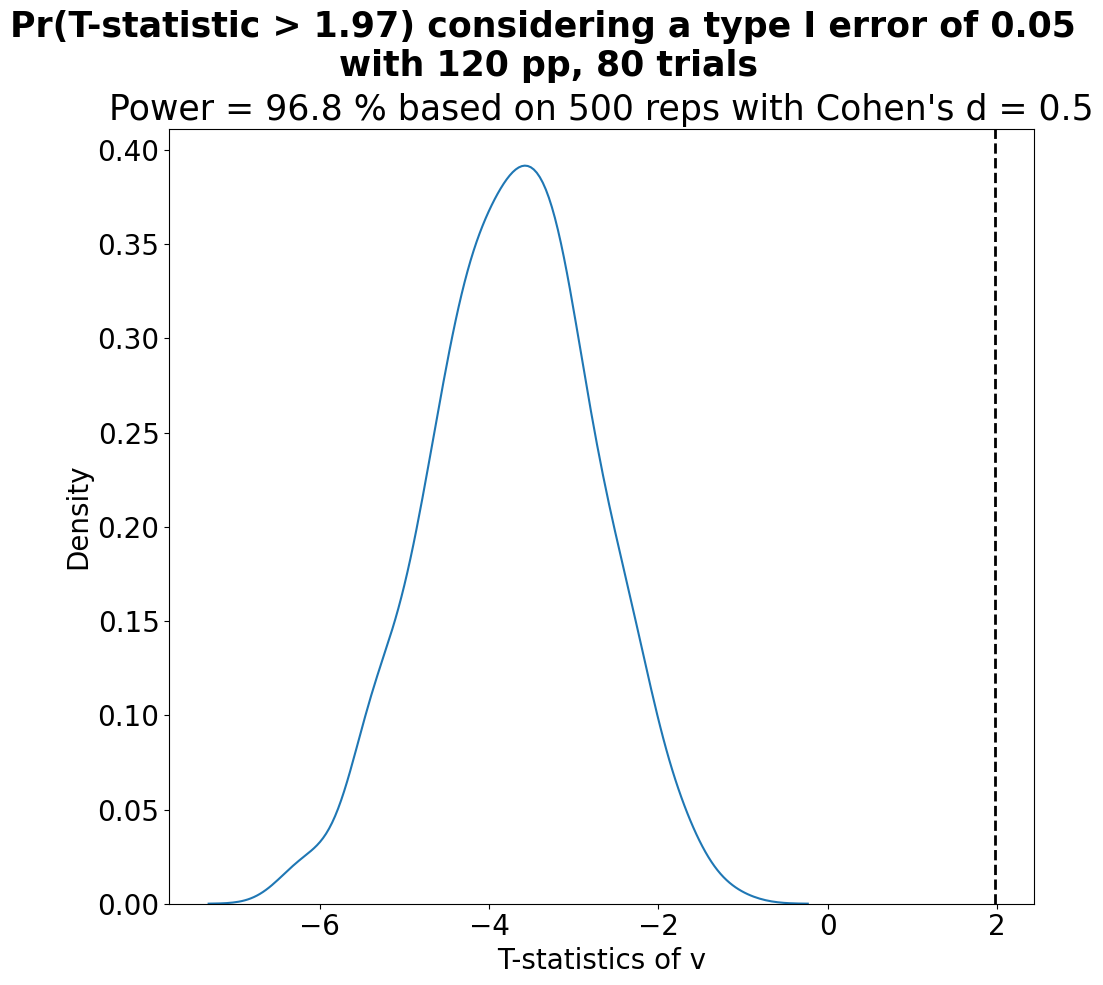 Pr(T-statistic > 1.97) considering a type I error of 0.05
with 120 pp, 80 trials
Power = 96.8 % based on 500 reps with Cohen's d = 0.5
0.40
0.35
0.30
0.25
0.20
0.15
0.10
0.05
0.00
Density
−6
−4
−2
0
2
T-statistics of v